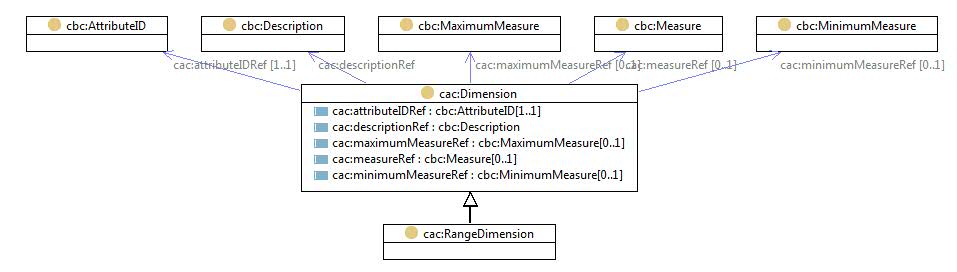 cbc:AttributeID
cbc:Description
cbc:MaximumMeasure
cbc:Measure
cbc:MinimumMeasure
cac:attributeIDRef [1..1]
cac:descriptionRef
cac:maximumMeasureRef [0..1]
cac:measureRef [0..1]
cac:minimumMeasureRef [0..1]
cac:Dimension
cac:attributeIDRef : cbc:AttributeID[1..1]
cac:descriptionRef : cbc:Description
cac:maximumMeasureRef : cbc:MaximumMeasure[0..1]
cac:measureRef : cbc:Measure[0..1]
cac:minimumMeasureRef : cbc:MinimumMeasure[0..1]
cac:RangeDimension